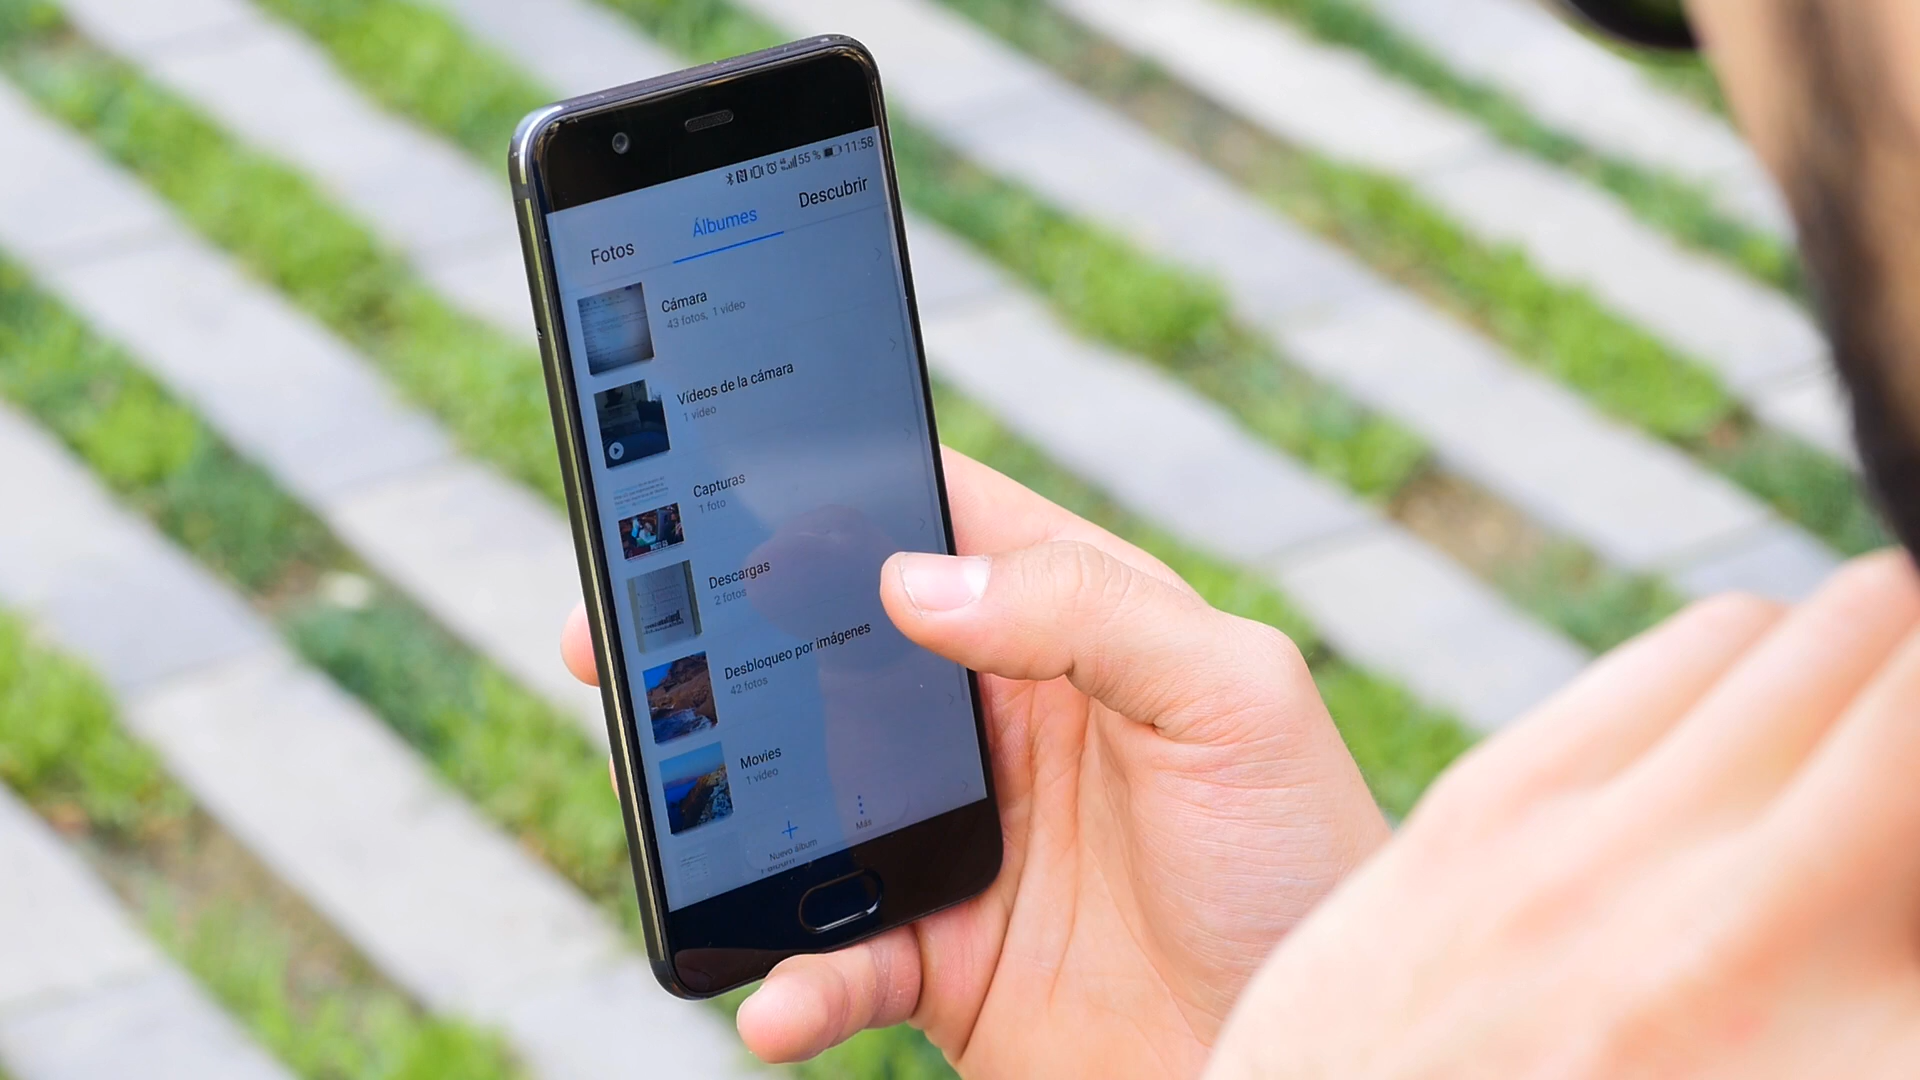 55 % 11:58
Fotos Álbumes Descubrir
Cámara
43 fotos, 1 vídeo
Vídeos de la cámara
1 vídeo
Capturas
1 foto
Descargas
2 fotos
Desbloqueo por imágenes
42 fotos
Movies
1 vídeo
Nuevo álbum Más